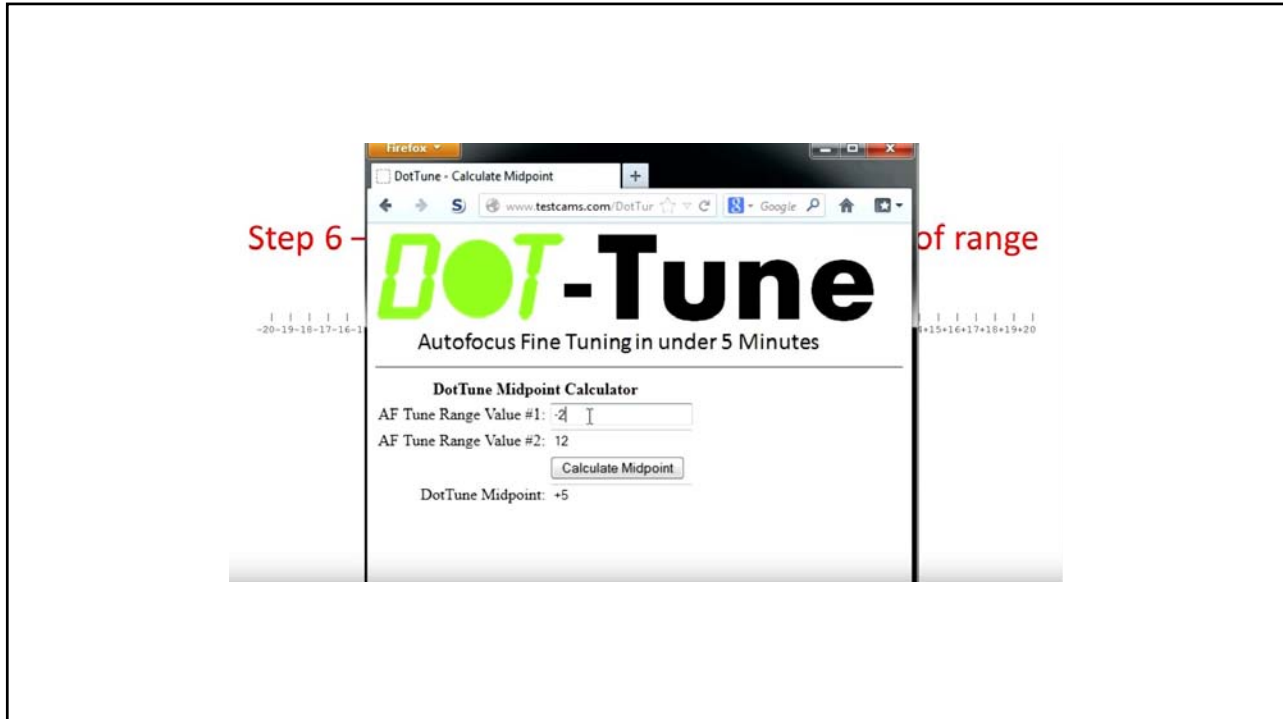 Firefox
DotTune - Calculate Midpoint
www.testcams.com/DotTur
Google
Step 6 –
of range
DOT-Tune
-20-19-18-17-16-1
+15+16+17+18+19+20
Autofocus Fine Tuning in under 5 Minutes
DotTune Midpoint Calculator
AF Tune Range Value #1: -2
AF Tune Range Value #2: 12
Calculate Midpoint
DotTune Midpoint: +5